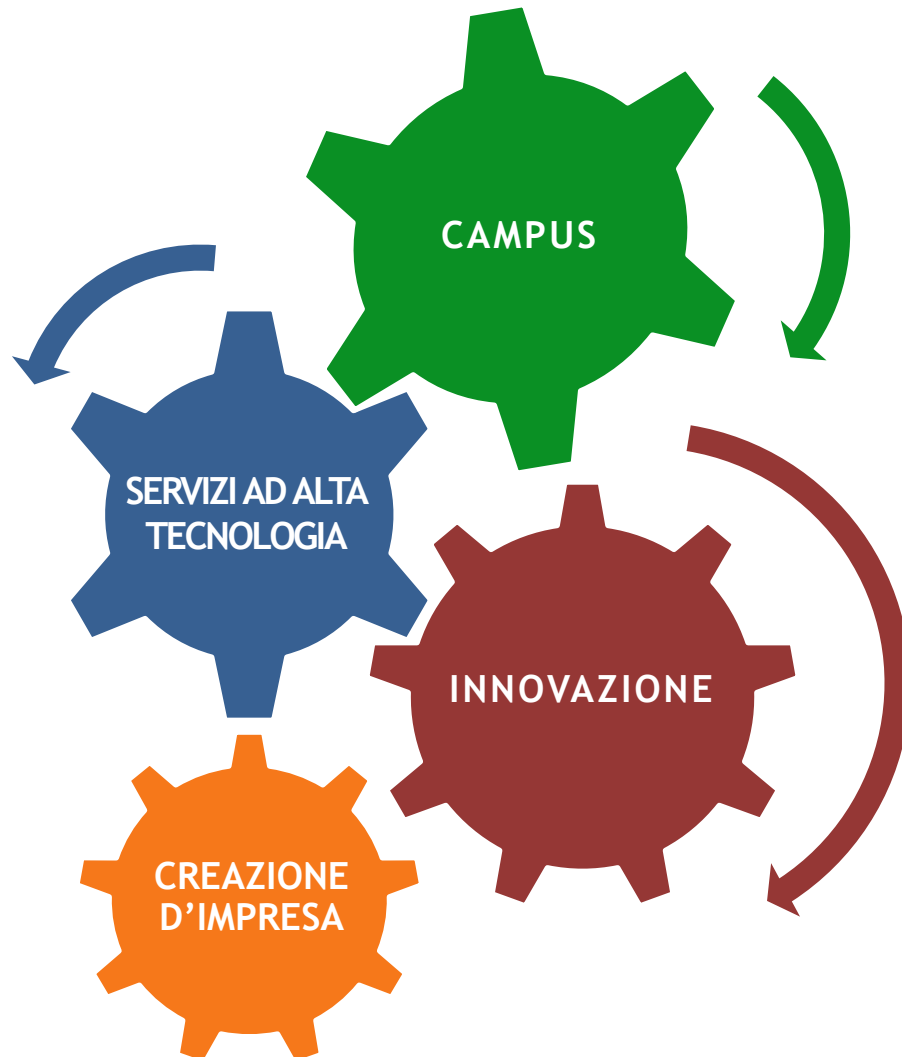 CAMPUS
SERVIZI AD ALTA
TECNOLOGIA
INNOVAZIONE
CREAZIONE
D’IMPRESA